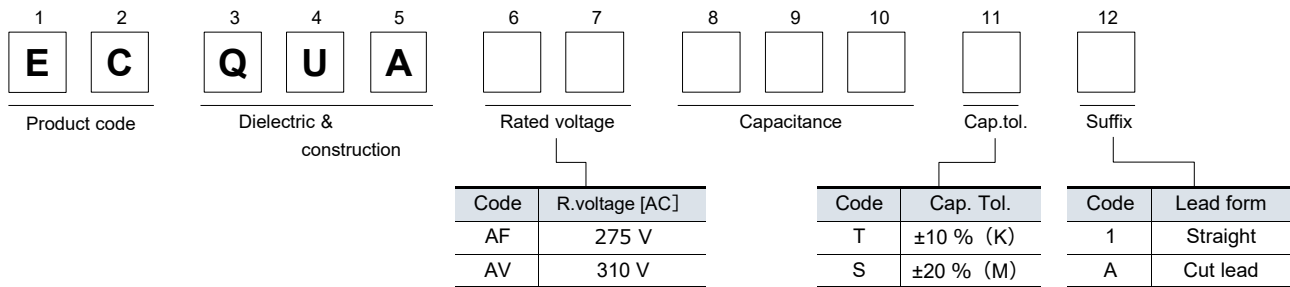 1 2 3 4 5 6 7 8 9 10 11 12
E C Q U A
Product code Dielectric & construction Rated voltage Capacitance Cap.tol. Suffix
Code R.voltage [AC］
AF 275 V
AV 310 V
Code Cap. Tol.
T ±10 %（K）
S ±20 %（M）
Code Lead form
1 Straight
A Cut lead